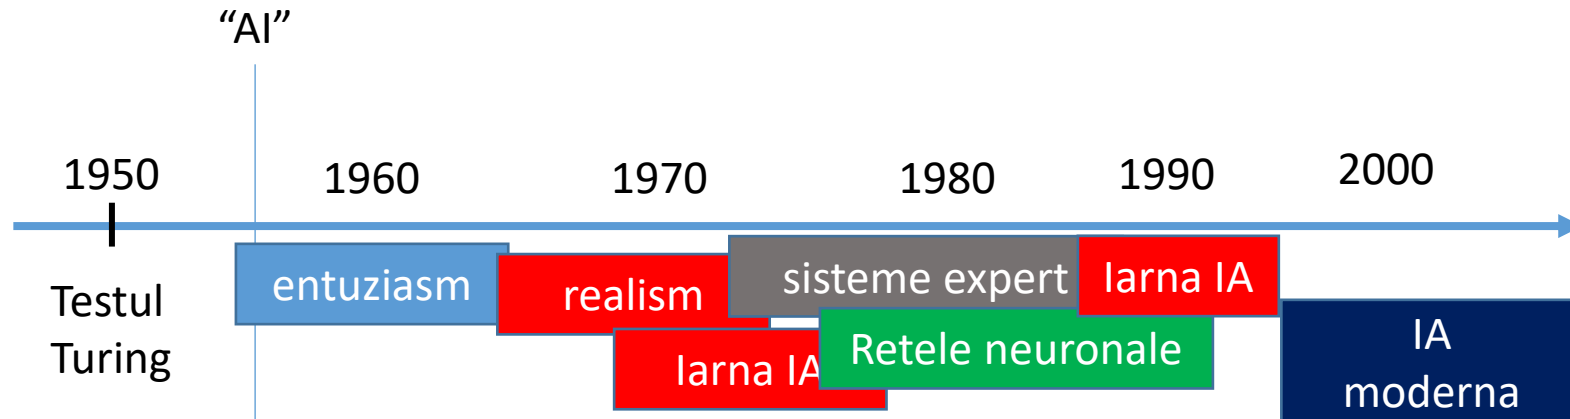 “AI”
1950 1960 1970 1980 1990 2000
Testul
Turing
entuziasm
realism
Iarna IA
sisteme expert
Retele neuronale
Iarna IA
IA
moderna